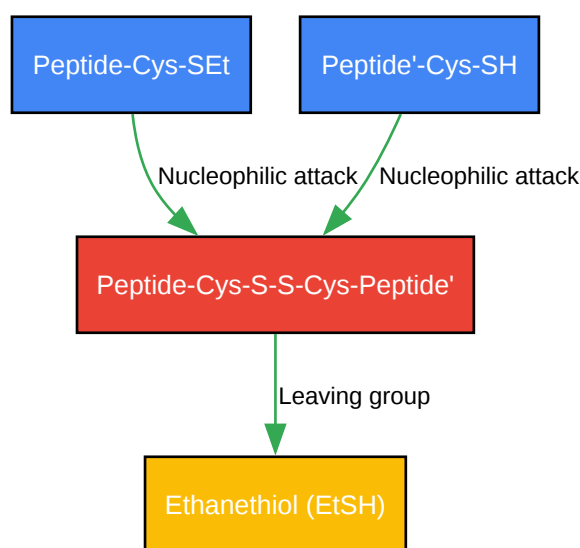 Peptide-Cys-SEt
Peptide'-Cys-SH
Nucleophilic attack
Nucleophilic attack
Peptide-Cys-S-S-Cys-Peptide'
Leaving group
Ethanethiol (EtSH)